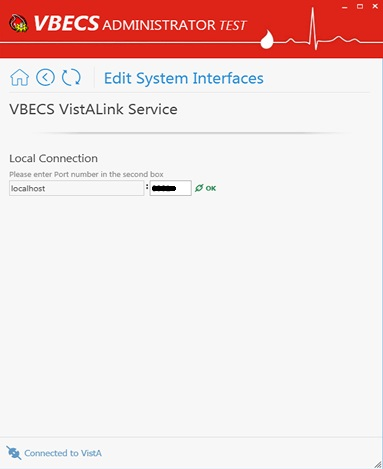 VBECS ADMINISTRATOR TEST
Edit System Interfaces
VBECS VistALink Service
Local Connection
Please enter Port number in the second box
localhost : OK
Connected to VistA